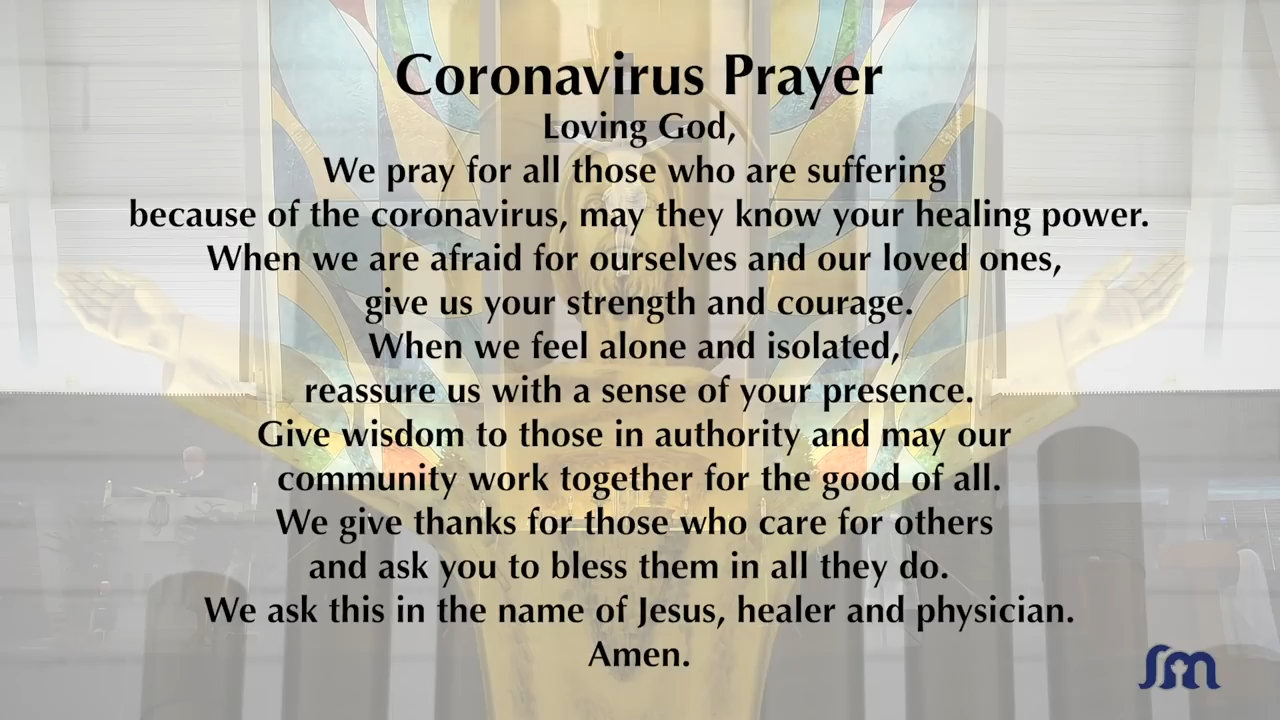 Coronavirus Prayer
Loving God,
We pray for all those who are suffering
because of the coronavirus, may they know your healing power.
When we are afraid for ourselves and our loved ones,
give us your strength and courage.
When we feel alone and isolated,
reassure us with a sense of your presence.
Give wisdom to those in authority and may our
community work together for the good of all.
We give thanks for those who care for others
and ask you to bless them in all they do.
We ask this in the name of Jesus, healer and physician.
Amen.
sm